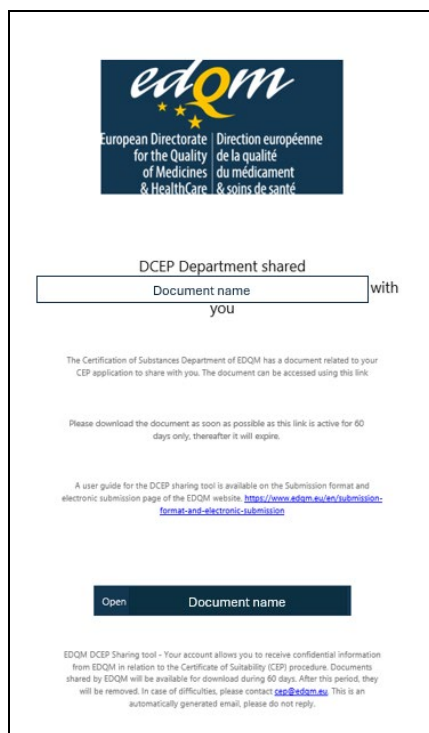 edQm
European Directorate | Direction européenne
for the Quality | de la qualité
of Medicines | du médicament
& HealthCare | & soins de santé
DCEP Department shared
Document name with
you
The Certification of Substances Department of EDQM has a document related to your
CEP application to share with you. The document can be accessed using this link
Please download the document as soon as possible as this link is active for 60
days only, thereafter it will expire.
A user guide for the DCEP sharing tool is available on the Submission format and
electronic submission page of the EDQM website. https://www.edqm.eu/en/submission-
format-and-electronic-submission
Open Document name
EDQM DCEP Sharing tool - Your account allows you to receive confidential information
from EDQM in relation to the Certificate of Suitability (CEP) procedure. Documents
shared by EDQM will be available for download during 60 days. After this period, they
will be removed. In case of difficulties, please contact cep@edqm.eu. This is an
automatically generated email, please do not reply.